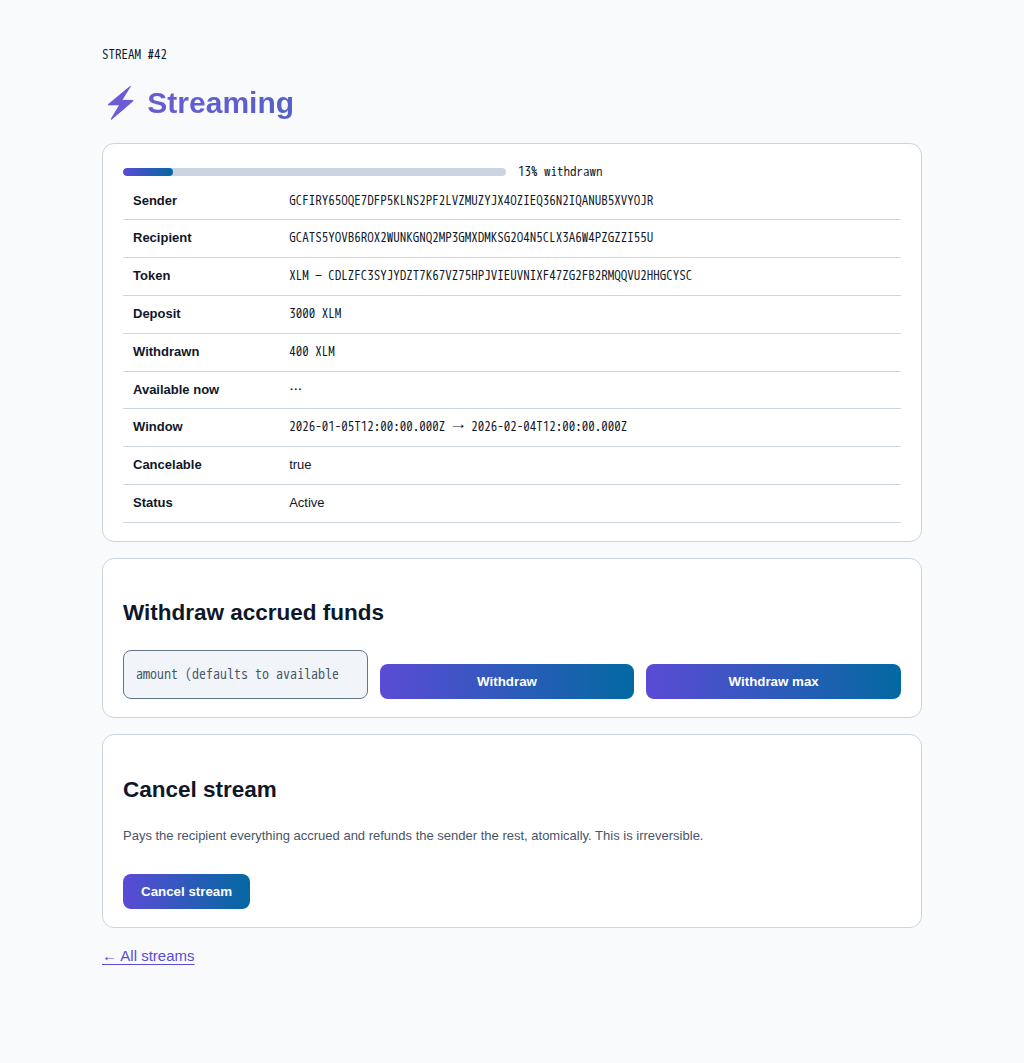 STREAM #42
⚡ Streaming
13% withdrawn
Sender GCFIRY65OQE7DFP5KLNS2PF2LVZMUZYJX4OZIEQ36N2IQANUB5XVYOJR
Recipient GCATS5YOVB6ROX2WUNKGNQ2MP3GMXDMKSG2O4N5CLX3A6W4PZGZZI55U
Token XLM — CDLZFC3SYJYDZT7K67VZ75HPJVIEUVNIXF47ZG2FB2RMQQVU2HHGCYSC
Deposit 3000 XLM
Withdrawn 400 XLM
Available now …
Window 2026-01-05T12:00:00.000Z → 2026-02-04T12:00:00.000Z
Cancelable true
Status Active
Withdraw accrued funds
amount (defaults to available
Withdraw
Withdraw max
Cancel stream
Pays the recipient everything accrued and refunds the sender the rest, atomically. This is irreversible.
Cancel stream
← All streams